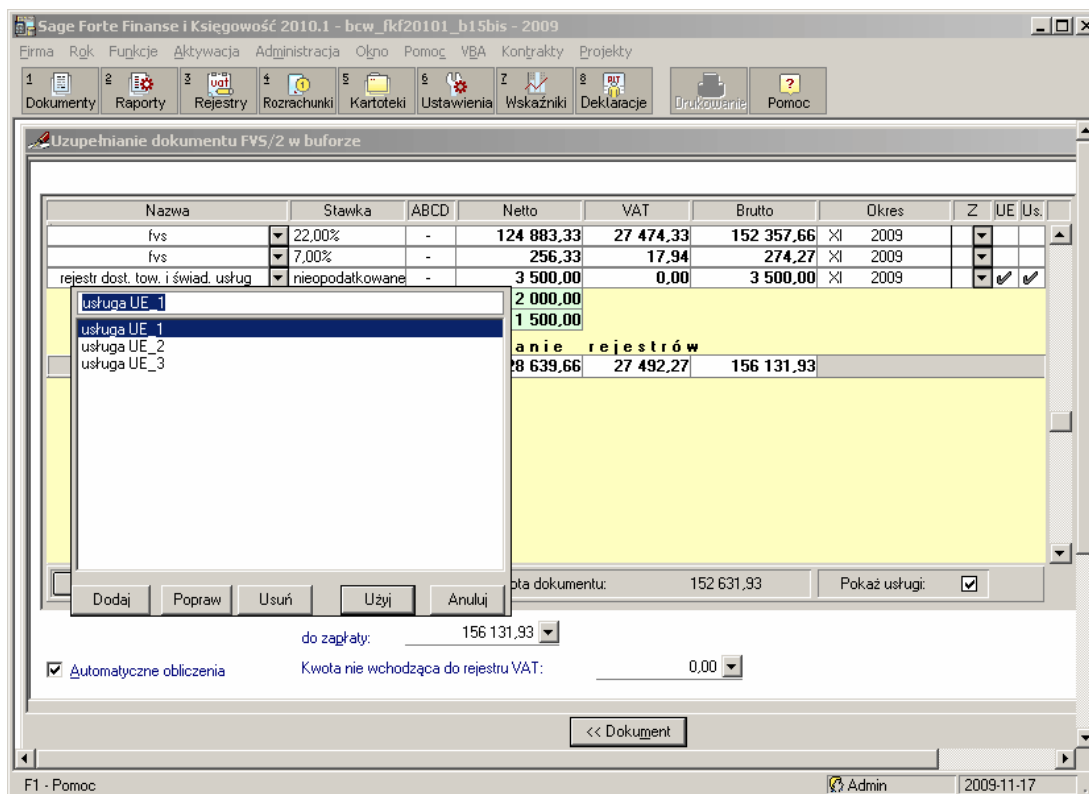 Sage Forte Finanse i Księgowość 2010.1 - bcw_fkf20101_b15bis - 2009
Firma Rok Funkcje Aktywacja Administracja Okno Pomoc VBA Kontrakty Projekty
1 2 3 4 5 6 7 8
Dokumenty Raporty Rejestry Rozrachunki Kartoteki Ustawienia Wskaźniki Deklaracje Drukowanie Pomoc
Uzupełnianie dokumentu FVS/2 w buforze
Nazwa Stawka ABCD Netto VAT Brutto Okres Z UE Us.
fvs 22,00% - 124 883,33 27 474,33 152 357,66 XI 2009
fvs 7,00% - 256,33 17,94 274,27 XI 2009
rejestr dost. tow. i świad. usług nieopodatkowane - 3 500,00 0,00 3 500,00 XI 2009
usługa UE_1 2 000,00
1 500,00
usługa UE_1
usługa UE_2 anie rejestrów
usługa UE_3 28 639,66 27 492,27 156 131,93
ota dokumentu: 152 631,93 Pokaż usługi:
Dodaj Popraw Usuń Użyj Anuluj
do zapłaty: 156 131,93
Automatyczne obliczenia Kwota nie wchodząca do rejestru VAT: 0,00
<< Dokument
F1 - Pomoc Admin 2009-11-17